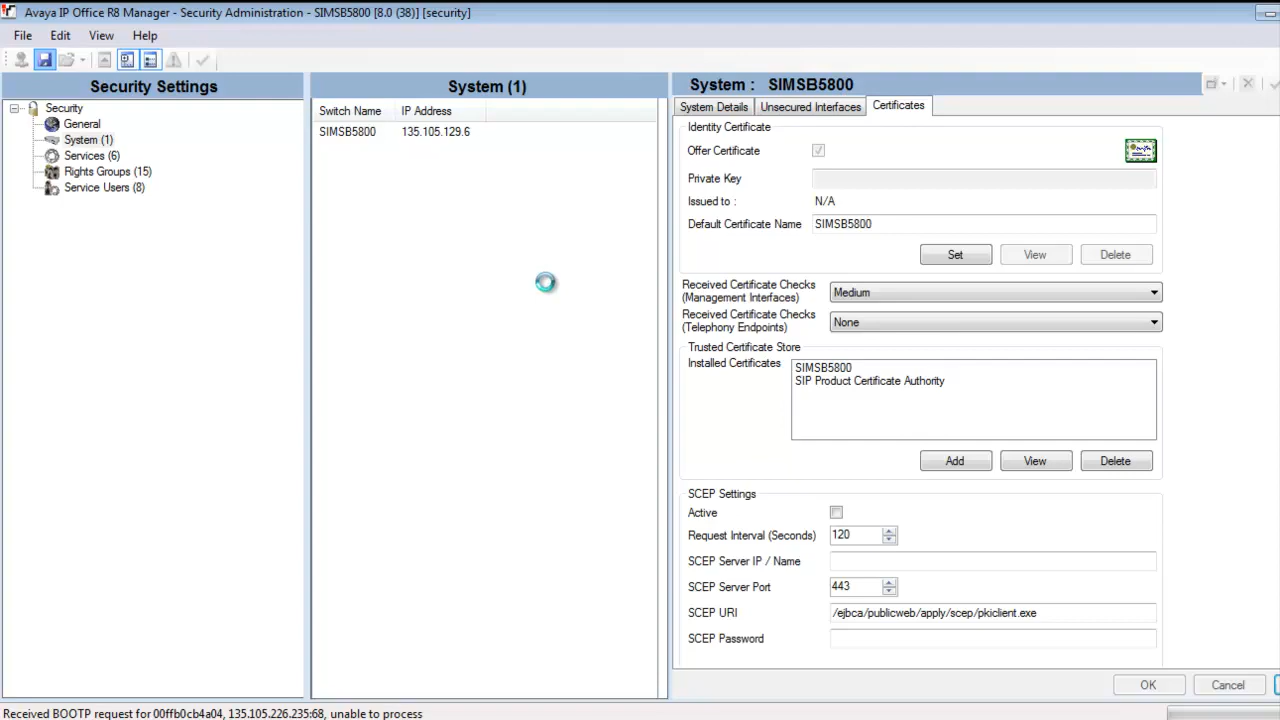 Avaya IP Office R8 Manager - Security Administration - SIMSB5800 [8.0 (38)] [security]
File Edit View Help
Security Settings
System (1)
System : SIMSB5800
Security
General
System (1)
Services (6)
Rights Groups (15)
Service Users (8)
Switch Name IP Address
SIMSB5800 135.105.129.6
System Details Unsecured Interfaces Certificates
Identity Certificate
Offer Certificate
Private Key
Issued to : N/A
Default Certificate Name SIMSB5800
Set View Delete
Received Certificate Checks
(Management Interfaces)
Medium
Received Certificate Checks
(Telephony Endpoints)
None
Trusted Certificate Store
Installed Certificates
SIMSB5800
SIP Product Certificate Authority
Add View Delete
SCEP Settings
Active
Request Interval (Seconds) 120
SCEP Server IP / Name
SCEP Server Port 443
SCEP URI /ejbca/publicweb/apply/scep/pkiclient.exe
SCEP Password
OK Cancel
Received BOOTP request for 00ffb0cb4a04, 135.105.226.235:68, unable to process